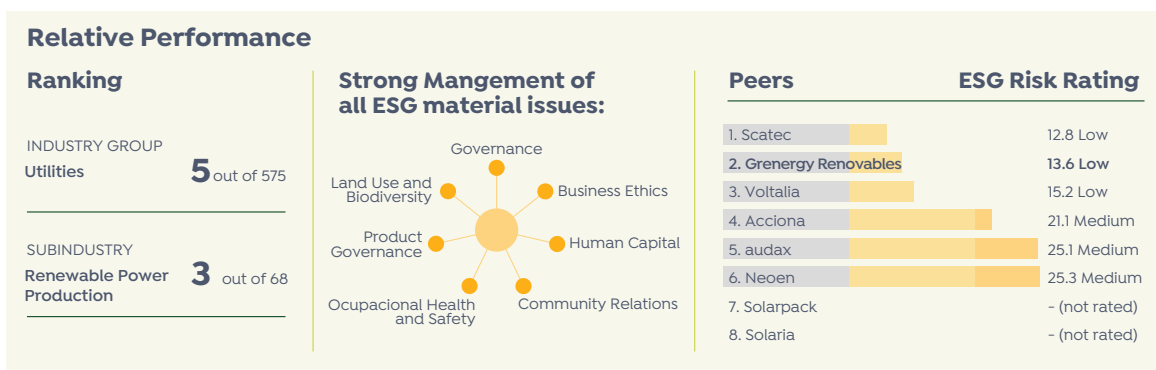 Relative Performance
Ranking
INDUSTRY GROUP
Utilities
5 out of 575
SUBINDUSTRY
Renewable Power
Production
3 out of 68
Strong Mangement of
all ESG material issues:
Governance
Land Use and
Biodiversity
Business Ethics
Product
Governance
Human Capital
Ocupacional Health
and Safety
Community Relations
Peers ESG Risk Rating
1. Scatec 12.8 Low
2. Grenergy Renovables 13.6 Low
3. Voltalia 15.2 Low
4. Acciona 21.1 Medium
5. audax 25.1 Medium
6. Neoen 25.3 Medium
7. Solarpack - (not rated)
8. Solaria - (not rated)